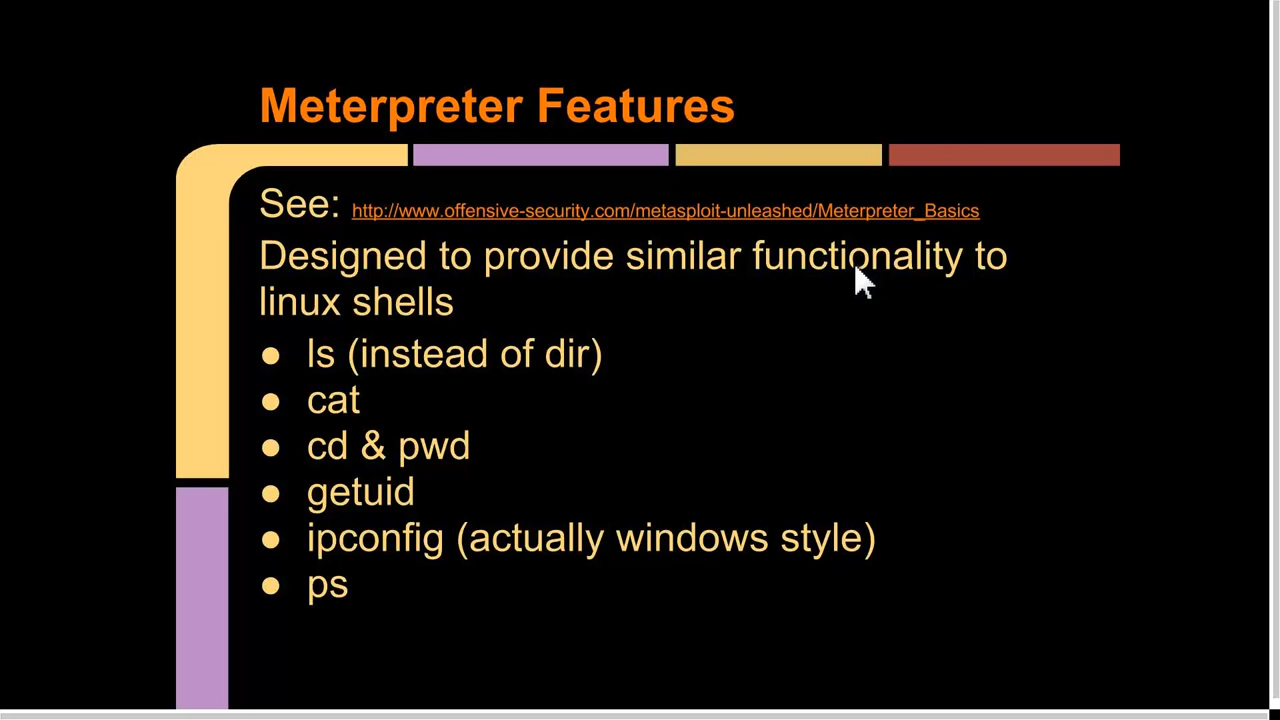 Meterpreter Features
See: http://www.offensive-security.com/metasploit-unleashed/Meterpreter_Basics
Designed to provide similar functionality to
linux shells
● ls (instead of dir)
● cat
● cd & pwd
● getuid
● ipconfig (actually windows style)
● ps